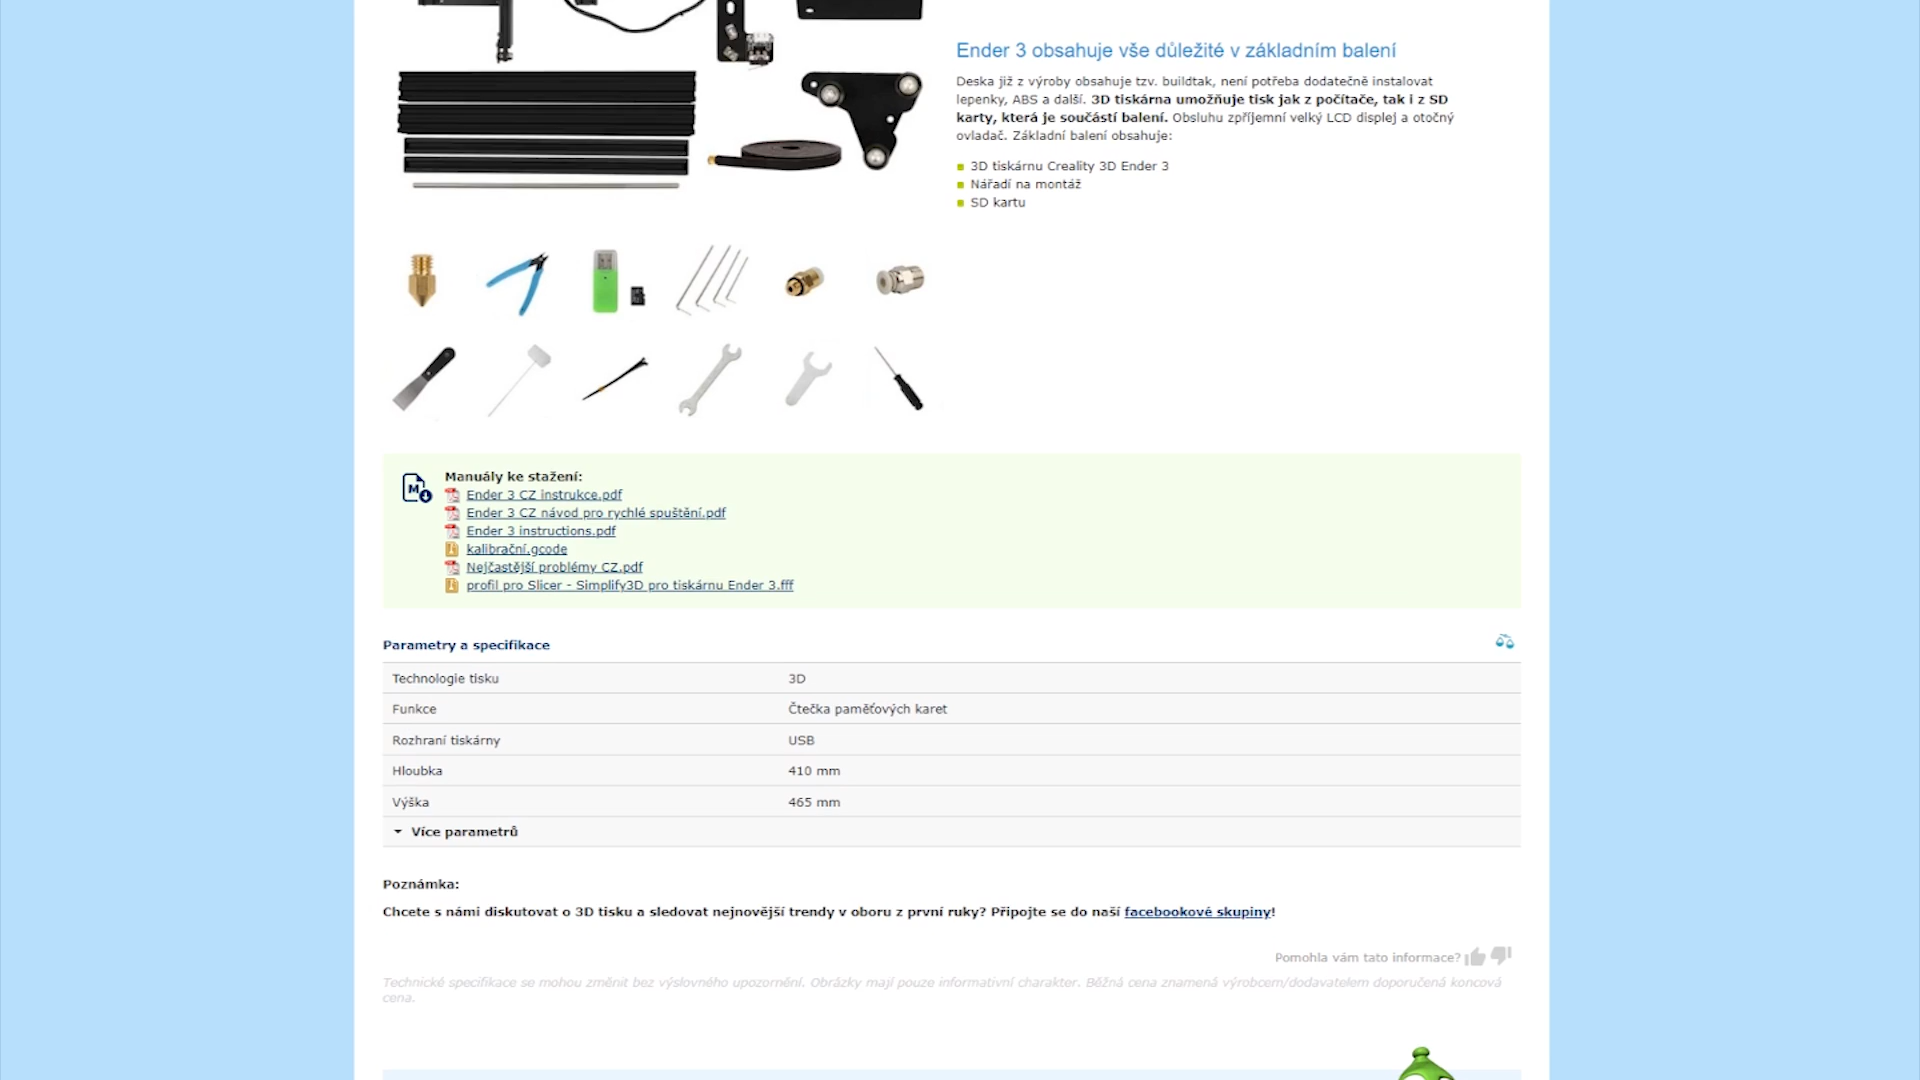 Ender 3 obsahuje vše důležité v základním balení
Deska již z výroby obsahuje tzv. buildtak, není potřeba dodatečně instalovat
lepenky, ABS a další. 3D tiskárna umožňuje tisk jak z počítače, tak i z SD
karty, která je součástí balení. Obsluhu zpříjemní velký LCD displej a otočný
ovladač. Základní balení obsahuje:
3D tiskárnu Creality 3D Ender 3
Nářadí na montáž
SD kartu
Manuály ke stažení:
Ender 3 CZ instrukce.pdf
Ender 3 CZ návod pro rychlé spuštění.pdf
Ender 3 instructions.pdf
kalibrační.gcode
Nejčastější problémy CZ.pdf
profil pro Slicer - Simplify3D pro tiskárnu Ender 3.fff
Parametry a specifikace
Technologie tisku 3D
Funkce Čtečka paměťových karet
Rozhraní tiskárny USB
Hloubka 410 mm
Výška 465 mm
Více parametrů
Poznámka:
Chcete s námi diskutovat o 3D tisku a sledovat nejnovější trendy v oboru z první ruky? Připojte se do naší facebookové skupiny!
Pomohla vám tato informace?
Technické specifikace se mohou změnit bez výslovného upozornění. Obrázky mají pouze informativní charakter. Běžná cena znamená výrobcem/dodavatelem doporučená koncová
cena.